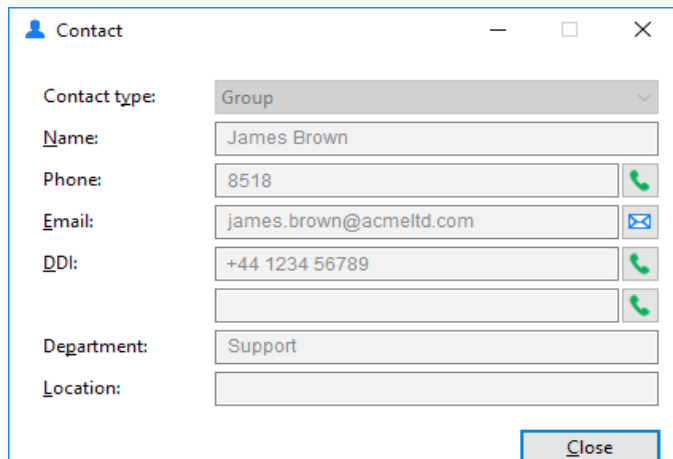 Contact
Contact type: Group
Name: James Brown
Phone: 8518
Email: james.brown@acmeltd.com
DDI: +44 1234 56789
Department: Support
Location:
Close